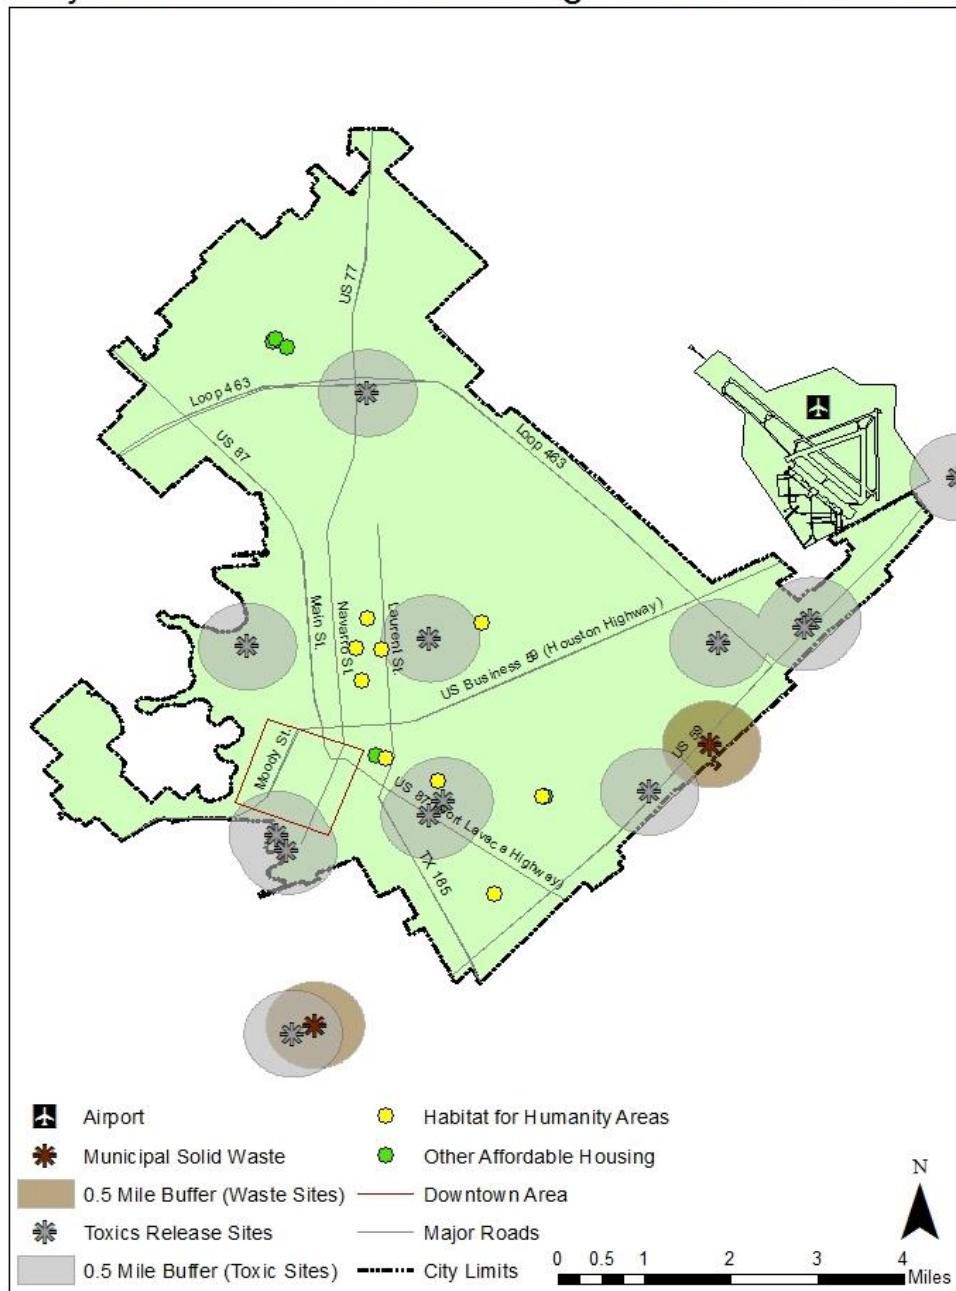 US 77
Loop 463
US 87
Loop 463
Main St.
Navarro St.
Laurent St.
US Business 59 (Houston Highway)
Moody St.
US 59
US 87
Port Lavaca Highway)
TX 185
Airport
Habitat for Humanity Areas
Municipal Solid Waste
Other Affordable Housing
0.5 Mile Buffer (Waste Sites)
Downtown Area
Toxics Release Sites
Major Roads
0.5 Mile Buffer (Toxic Sites)
City Limits
N
0 0.5 1 2 3 4
Miles